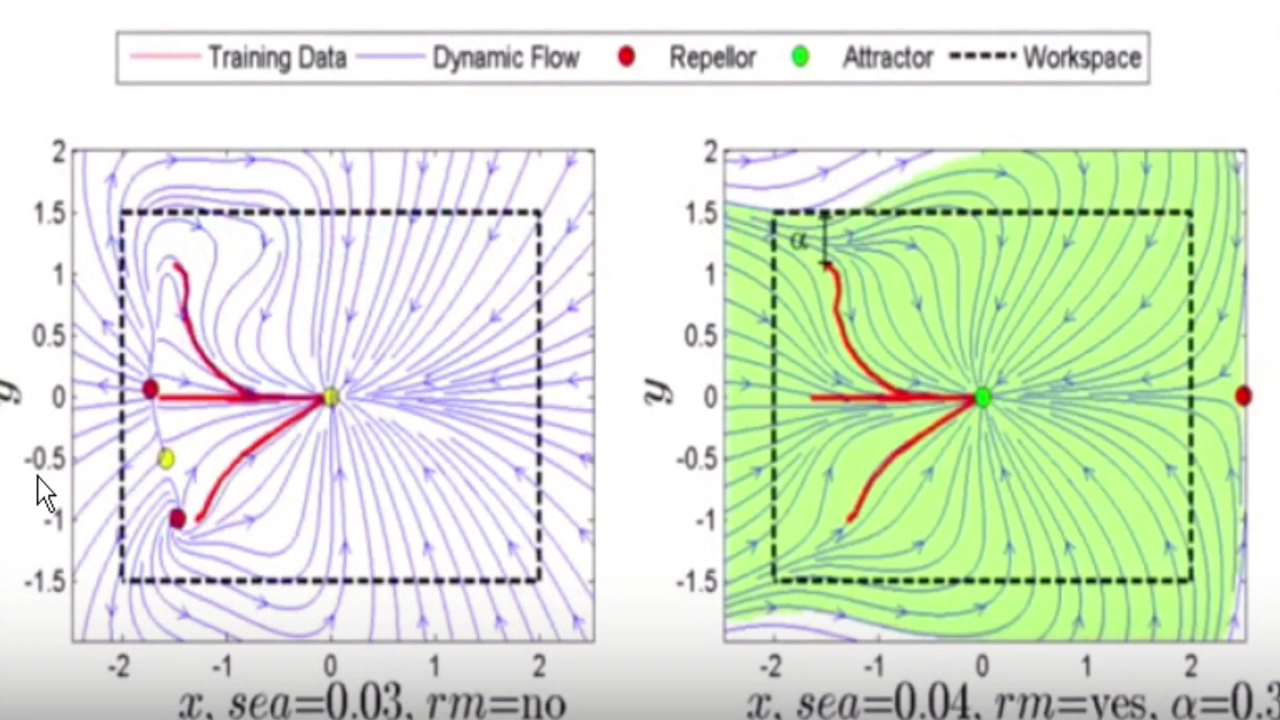 Training Data Dynamic Flow Repellor Attractor Workspace
2
1.5
1
0.5
0
-0.5
-1
-1.5
-2 -1 0 1 2
y
x, sea=0.03, rm=no
2
1.5
α
1
0.5
0
-0.5
-1
-1.5
-2 -1 0 1 2
y
x, sea=0.04, rm=yes, α=0.3